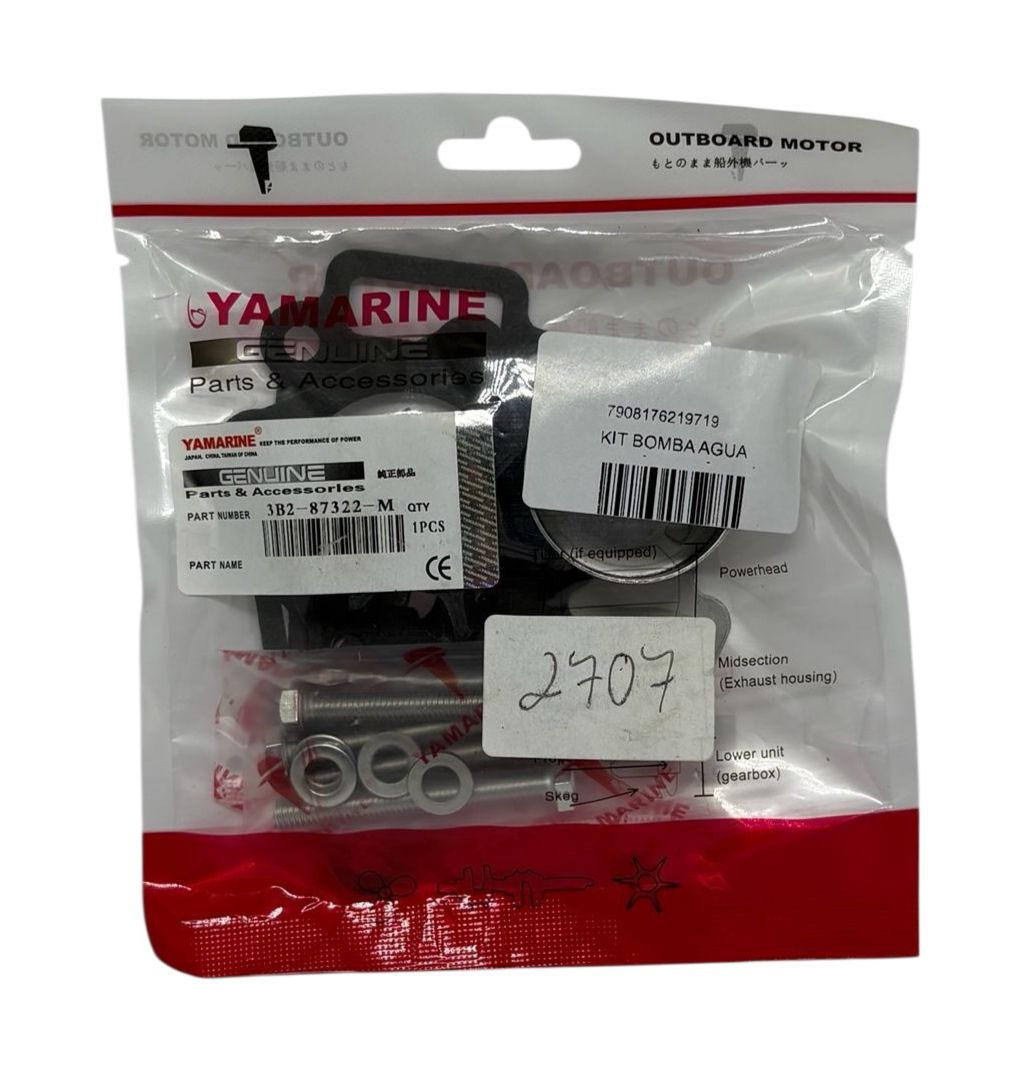 OUTBOARD MOTOR
もとのまま船外機パーッ
YAMARINE
GENUINE
Parts & Accessories
7908176219719
KIT BOMBA AGUA
YAMARINE® KEEP THE PERFORMANCE OF POWER
JAPAN, CHINA, TAIWAN OF CHINA
GENUINE 純正部品
Parts & Accessories
PART NUMBER 3B2-87322-M QTY
1PCS
PART NAME
CE
Tiller (if equipped)
Powerhead
2707
Midsection
(Exhaust housing)
Lower unit
(gearbox)
Skeg
YAMARINE